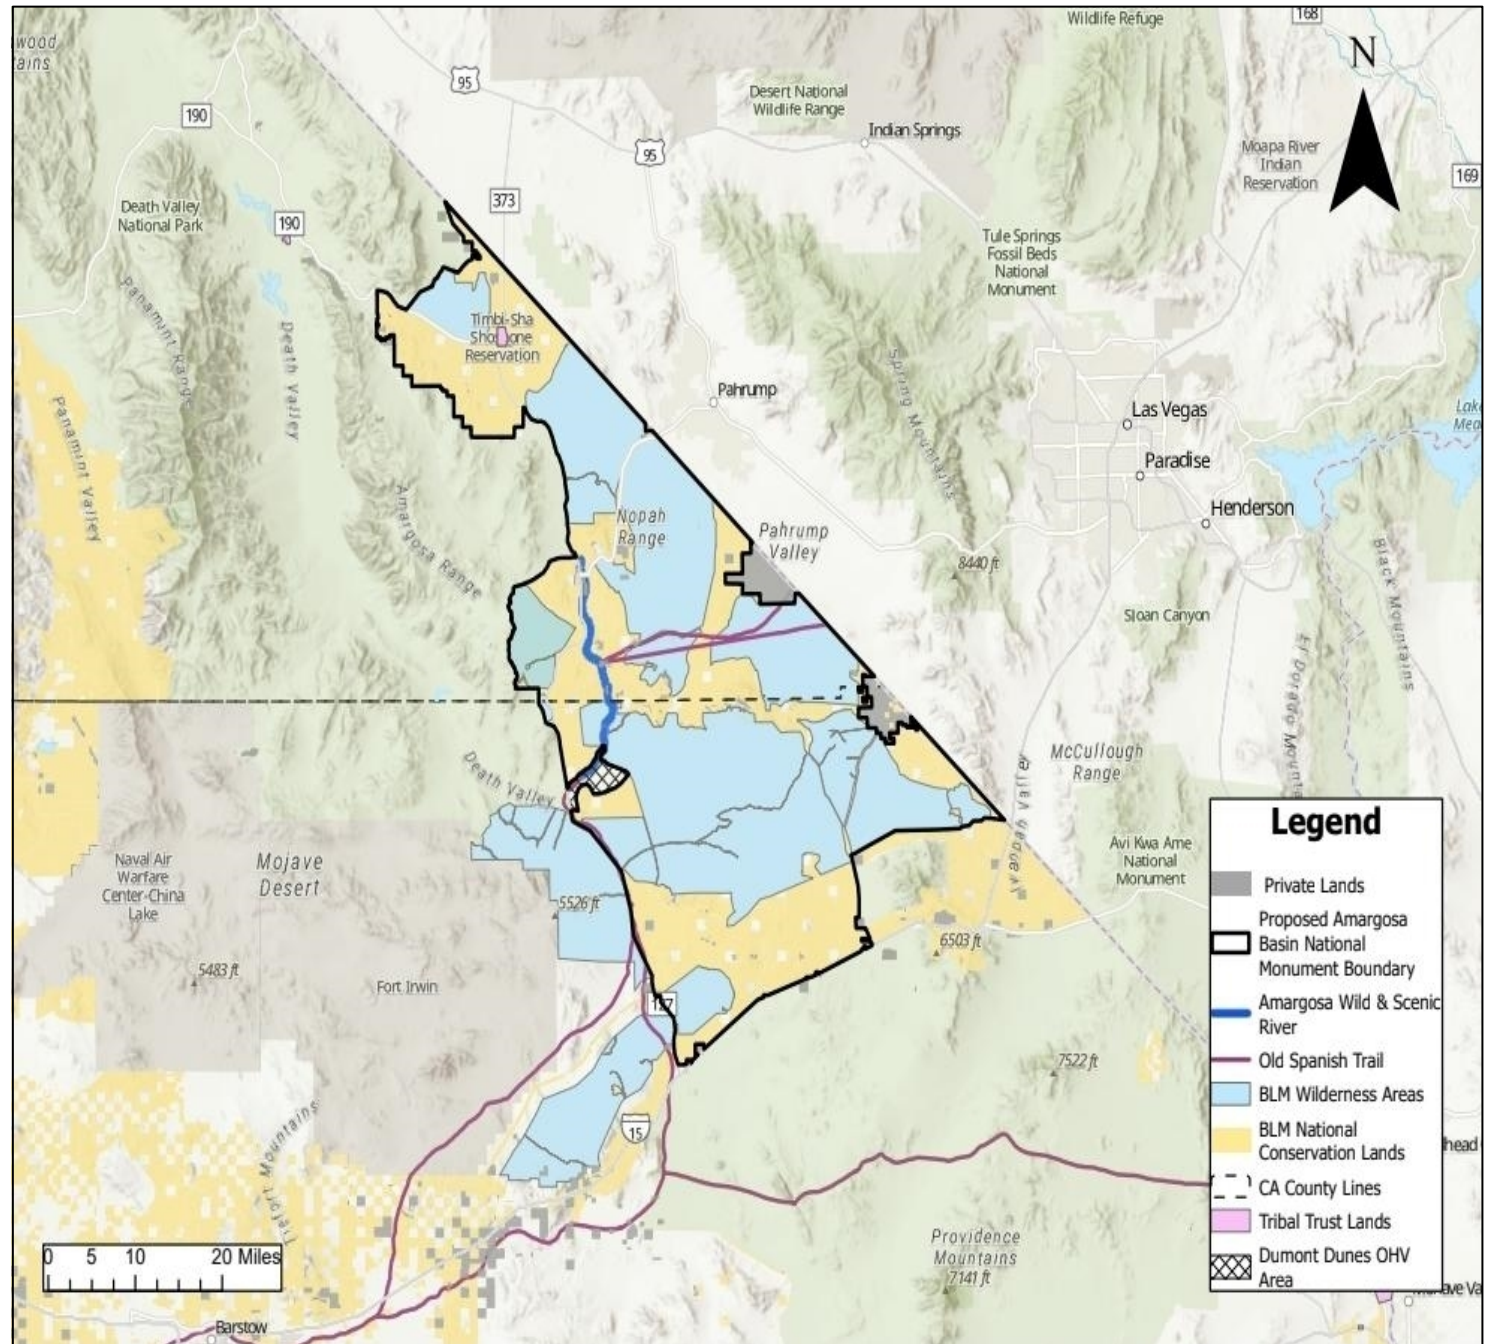 wood
ains
Wildlife Refuge
168
N
95
190
Desert National
Wildlife Range
Indian Springs
95
Moapa River
Indian
Reservation
169
Death Valley
National Park
190
373
Tule Springs
Fossil Beds
National
Monument
Timbi-Sha
Shoshone
Reservation
Panamint Range
Death Valley
Spring Mountains
Pahrump
Las Vegas
Lake
Mea
Panamint Valley
Paradise
Henderson
Amargosa Range
Nopah
Range
Pahrump
Valley
8440 ft
Black Mountains
Sloan Canyon
El Dorado Mounta
McCullough
Range
Ivanpah Valley
Death Valley
Naval Air
Warfare
Center-China
Lake
Mojave
Desert
Avi Kwa Ame
National
Monument
5526 ft
6503 ft
5483 ft
Fort Irwin
127
7522 ft
15
Tiefort Mountains
Providence
Mountains
7141 ft
head
Barstow
0 5 10 20 Miles
Legend
Private Lands
Proposed Amargosa
Basin National
Monument Boundary
Amargosa Wild & Scenic
River
Old Spanish Trail
BLM Wilderness Areas
BLM National
Conservation Lands
CA County Lines
Tribal Trust Lands
Dumont Dunes OHV
Area